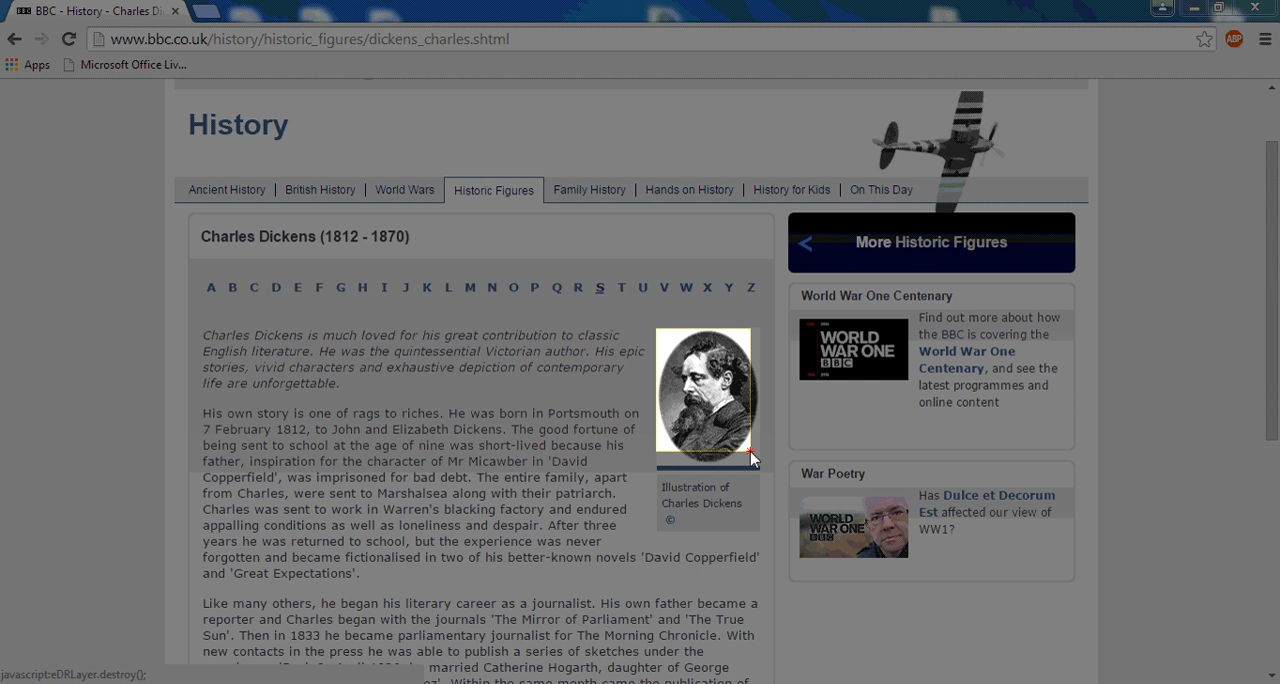 BBC - History - Charles Di
www.bbc.co.uk/history/historic_figures/dickens_charles.shtml
ABP
Apps
Microsoft Office Liv...
History
Ancient History
British History
World Wars
Historic Figures
Family History
Hands on History
History for Kids
On This Day
Charles Dickens (1812 - 1870)
A B C D E F G H I J K L M N O P Q R S T U V W X Y Z
Charles Dickens is much loved for his great contribution to classic
English literature. He was the quintessential Victorian author. His epic
stories, vivid characters and exhaustive depiction of contemporary
life are unforgettable.
His own story is one of rags to riches. He was born in Portsmouth on
7 February 1812, to John and Elizabeth Dickens. The good fortune of
being sent to school at the age of nine was short-lived because his
father, inspiration for the character of Mr Micawber in 'David
Copperfield', was imprisoned for bad debt. The entire family, apart
from Charles, were sent to Marshalsea along with their patriarch.
Charles was sent to work in Warren's blacking factory and endured
appalling conditions as well as loneliness and despair. After three
years he was returned to school, but the experience was never
forgotten and became fictionalised in two of his better-known novels 'David Copperfield'
and 'Great Expectations'.
Like many others, he began his literary career as a journalist. His own father became a
reporter and Charles began with the journals 'The Mirror of Parliament' and 'The True
Sun'. Then in 1833 he became parliamentary journalist for The Morning Chronicle. With
new contacts in the press he was able to publish a series of sketches under the
married Catherine Hogarth, daughter of George
Within the same month came the publication of
Illustration of
Charles Dickens
©
More Historic Figures
World War One Centenary
WORLD
WAR ONE
BBC
Find out more about how
the BBC is covering the
World War One
Centenary, and see the
latest programmes and
online content
War Poetry
WORLD
WAR ONE
BBC
Has Dulce et Decorum
Est affected our view of
WW1?
javascript:eDRLayer.destroy();